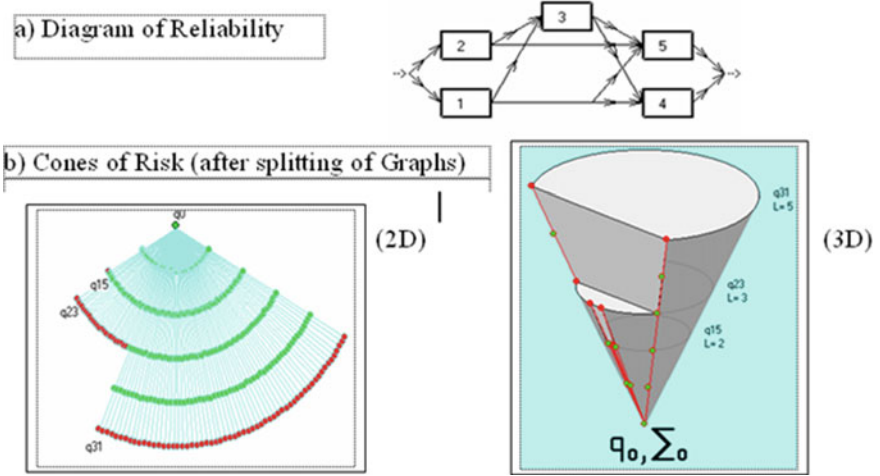 a) Diagram of Reliability
3
2
5
1
4
b) Cones of Risk (after splitting of Graphs)
q0
q15
q23
q31
(2D)
q31
L=5
q23
L=3
q15
L=2
q₀,∑₀
(3D)